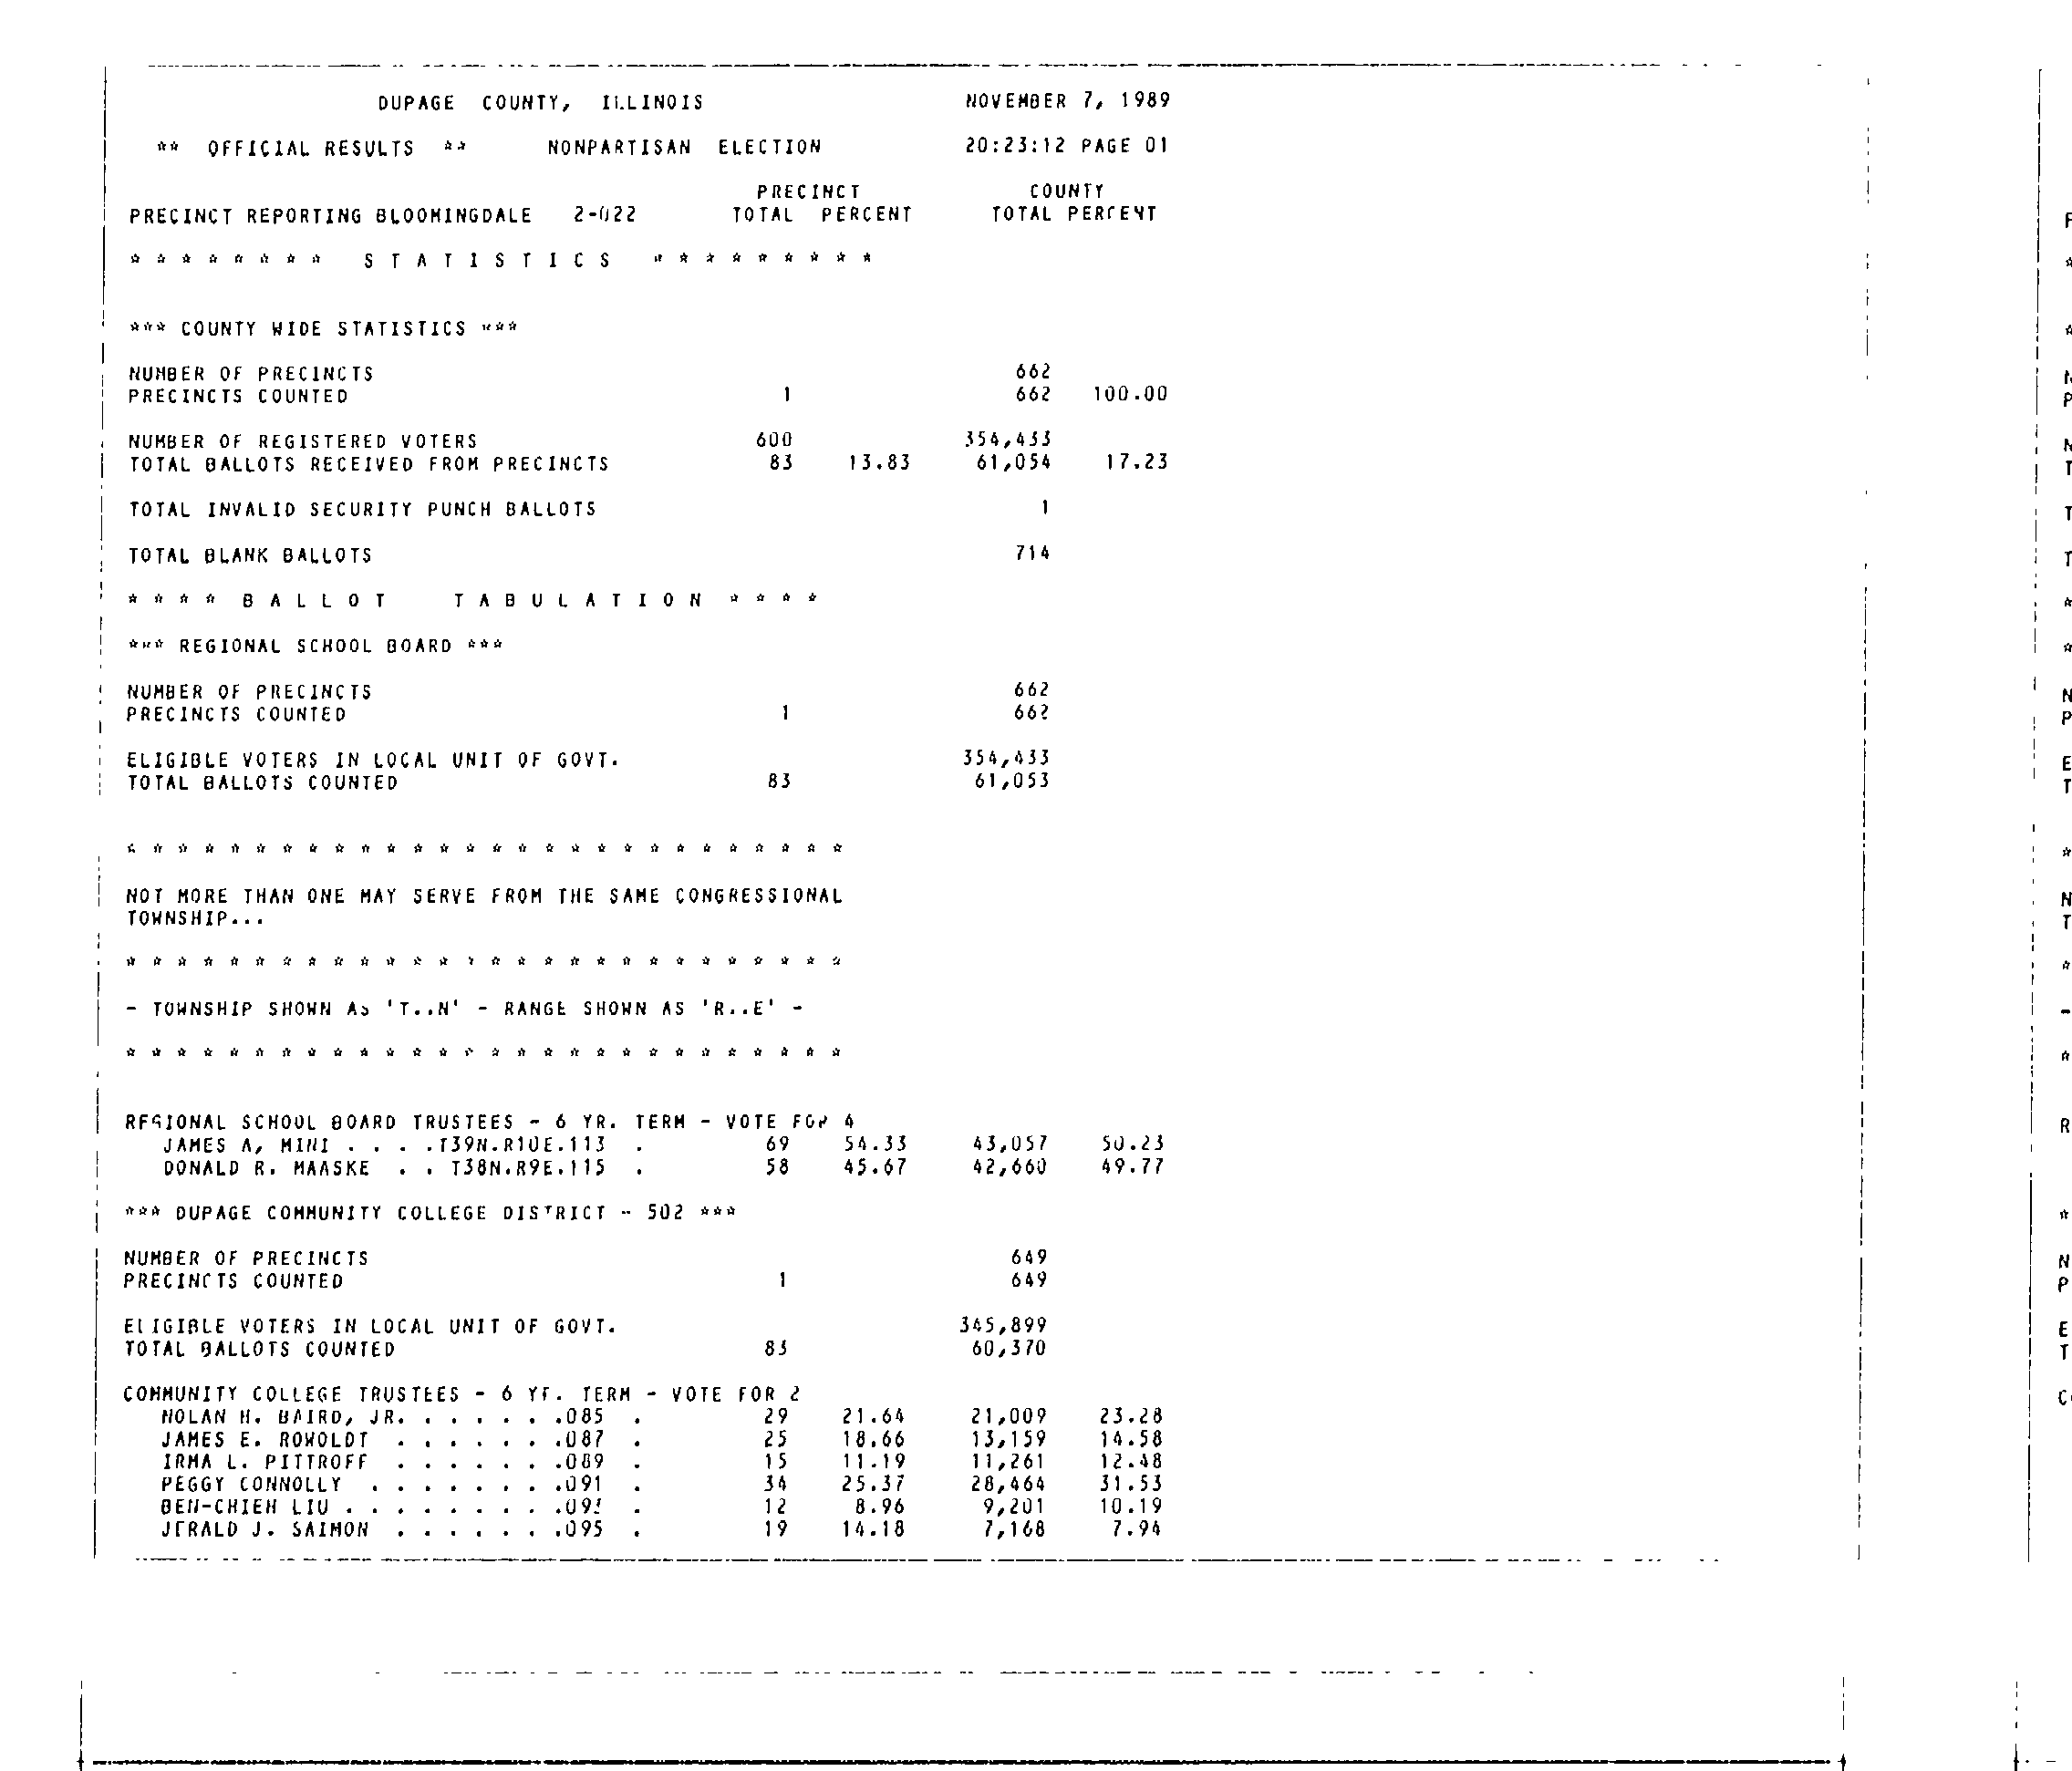 DUPAGE COUNTY, ILLINOIS NOVEMBER 7, 1989
** OFFICIAL RESULTS ** NONPARTISAN ELECTION 20:23:12 PAGE 01
PRECINCT COUNTY
PRECINCT REPORTING BLOOMINGDALE 2-022 TOTAL PERCENT TOTAL PERCENT
* * * * * * * * S T A T I S T I C S * * * * * * * * *
*** COUNTY WIDE STATISTICS ***
NUMBER OF PRECINCTS 662
PRECINCTS COUNTED 1 662 100.00
NUMBER OF REGISTERED VOTERS 600 354,433
TOTAL BALLOTS RECEIVED FROM PRECINCTS 83 13.83 61,054 17.23
TOTAL INVALID SECURITY PUNCH BALLOTS 1
TOTAL BLANK BALLOTS 714
* * * * B A L L O T T A B U L A T I O N * * * *
*** REGIONAL SCHOOL BOARD ***
NUMBER OF PRECINCTS 662
PRECINCTS COUNTED 1 662
ELIGIBLE VOTERS IN LOCAL UNIT OF GOVT. 354,433
TOTAL BALLOTS COUNTED 83 61,053
* * * * * * * * * * * * * * * * * * * * * * * * * * * *
NOT MORE THAN ONE MAY SERVE FROM THE SAME CONGRESSIONAL
TOWNSHIP...
* * * * * * * * * * * * * * * * * * * * * * * * * * * *
- TOWNSHIP SHOWN AS 'T..N' - RANGE SHOWN AS 'R..E' -
* * * * * * * * * * * * * * * * * * * * * * * * * * * *
REGIONAL SCHOOL BOARD TRUSTEES - 6 YR. TERM - VOTE FOR 4
JAMES A, MINI . . . .T39N.R10E.113 . 69 54.33 43,057 50.23
DONALD R. MAASKE . . T38N.R9E.115 . 58 45.67 42,660 49.77
*** DUPAGE COMMUNITY COLLEGE DISTRICT - 502 ***
NUMBER OF PRECINCTS 649
PRECINCTS COUNTED 1 649
ELIGIBLE VOTERS IN LOCAL UNIT OF GOVT. 345,899
TOTAL BALLOTS COUNTED 83 60,370
COMMUNITY COLLEGE TRUSTEES - 6 YR. TERM - VOTE FOR 2
NOLAN H. BAIRD, JR. . . . . . .085 . 29 21.64 21,009 23.28
JAMES E. ROWOLDT . . . . . . .087 . 25 18.66 13,159 14.58
IRMA L. PITTROFF . . . . . . .089 . 15 11.19 11,261 12.48
PEGGY CONNOLLY . . . . . . . .091 . 34 25.37 28,464 31.53
BEN-CHIEH LIU . . . . . . . . .093 . 12 8.96 9,201 10.19
JERALD J. SAIMON . . . . . . .095 . 19 14.18 7,168 7.94